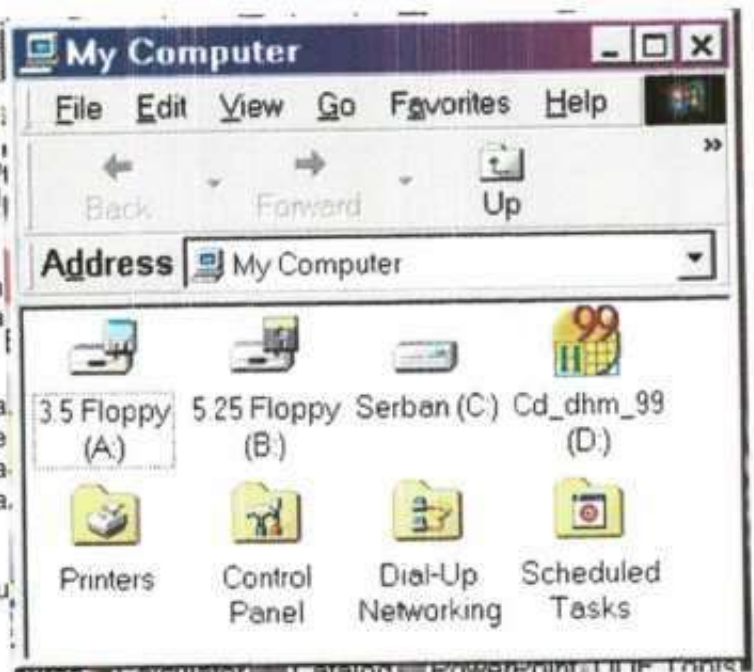 My Computer
File Edit View Go Favorites Help
»
Back Forward Up
Address My Computer
99
3.5 Floppy (A:)
5.25 Floppy (B:)
Serban (C:)
Cd_dhm_99 (D:)
Printers
Control Panel
Dial-Up Networking
Scheduled Tasks